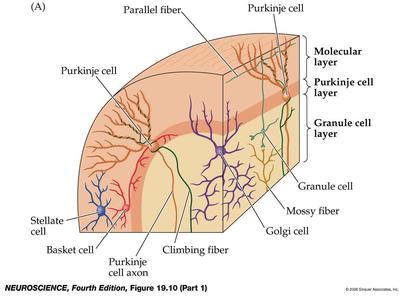 (A)
Parallel fiber
Purkinje cell
Molecular
layer
Purkinje cell
Purkinje cell
layer
Granule cell
layer
Granule cell
Mossy fiber
Golgi cell
Stellate
cell
Basket cell
Purkinje
cell axon
Climbing fiber
NEUROSCIENCE, Fourth Edition, Figure 19.10 (Part 1)
© 2008 Sinauer Associates, Inc.